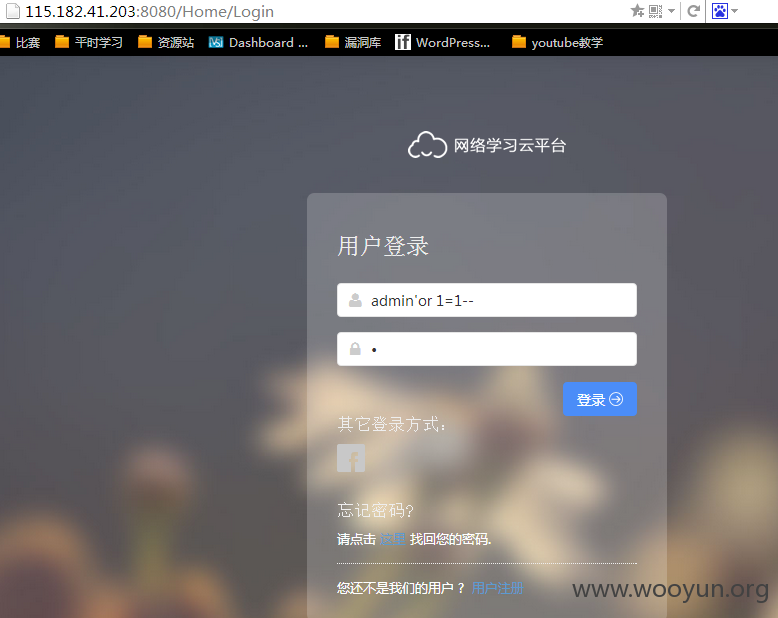 115.182.41.203:8080/Home/Login
比赛 平时学习 资源站 Dashboard ... 漏洞库 WordPress... youtube教学
网络学习云平台
用户登录
admin'or 1=1--
•
登录
其它登录方式：
忘记密码?
请点击 这里 找回您的密码.
您还不是我们的用户？ 用户注册
www.wooyun.org